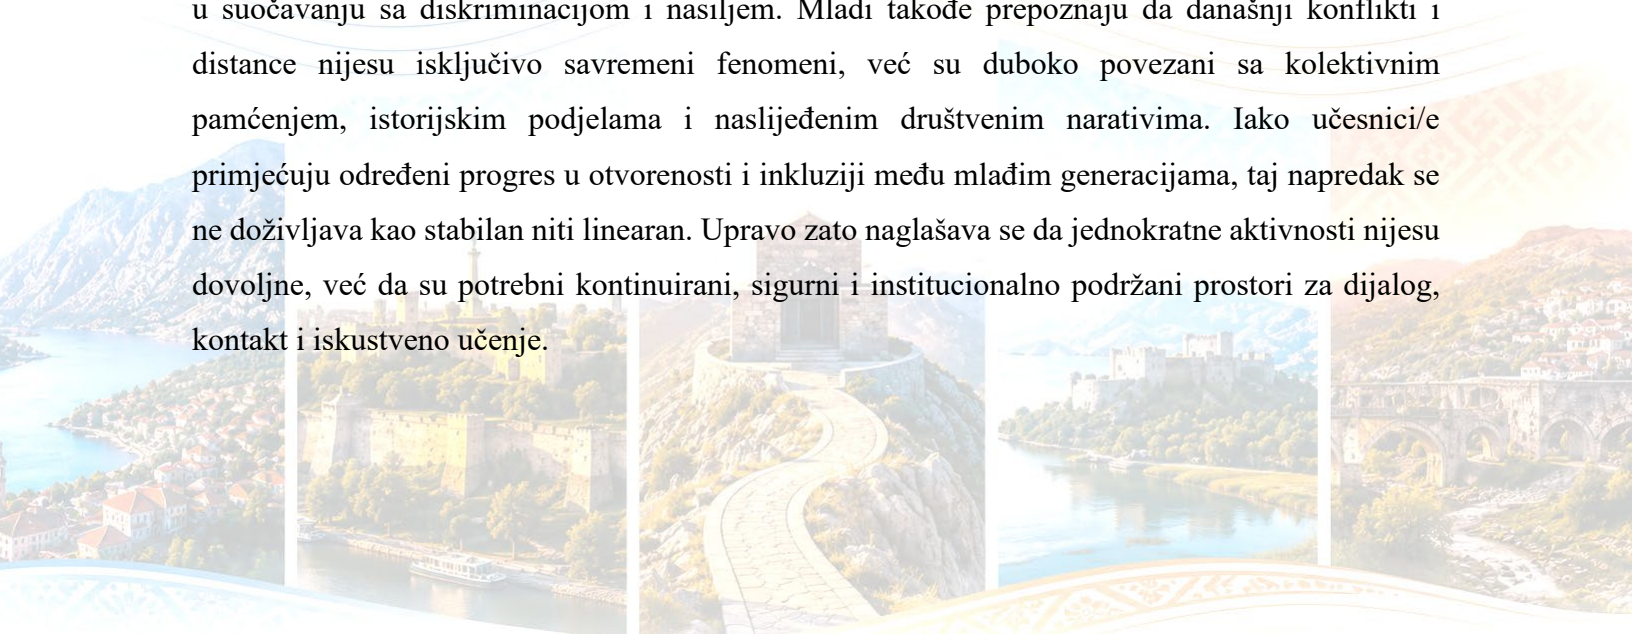 u suočavanju sa diskriminacijom i nasiljem. Mladi takođe prepoznaju da današnji konflikti i
distance nijesu isključivo savremeni fenomeni, već su duboko povezani sa kolektivnim
pamćenjem, istorijskim podjelama i naslijeđenim društvenim narativima. Iako učesnici/e
primjećuju određeni progres u otvorenosti i inkluziji među mlađim generacijama, taj napredak se
ne doživljava kao stabilan niti linearan. Upravo zato naglašava se da jednokratne aktivnosti nijesu
dovoljne, već da su potrebni kontinuirani, sigurni i institucionalno podržani prostori za dijalog,
kontakt i iskustveno učenje.